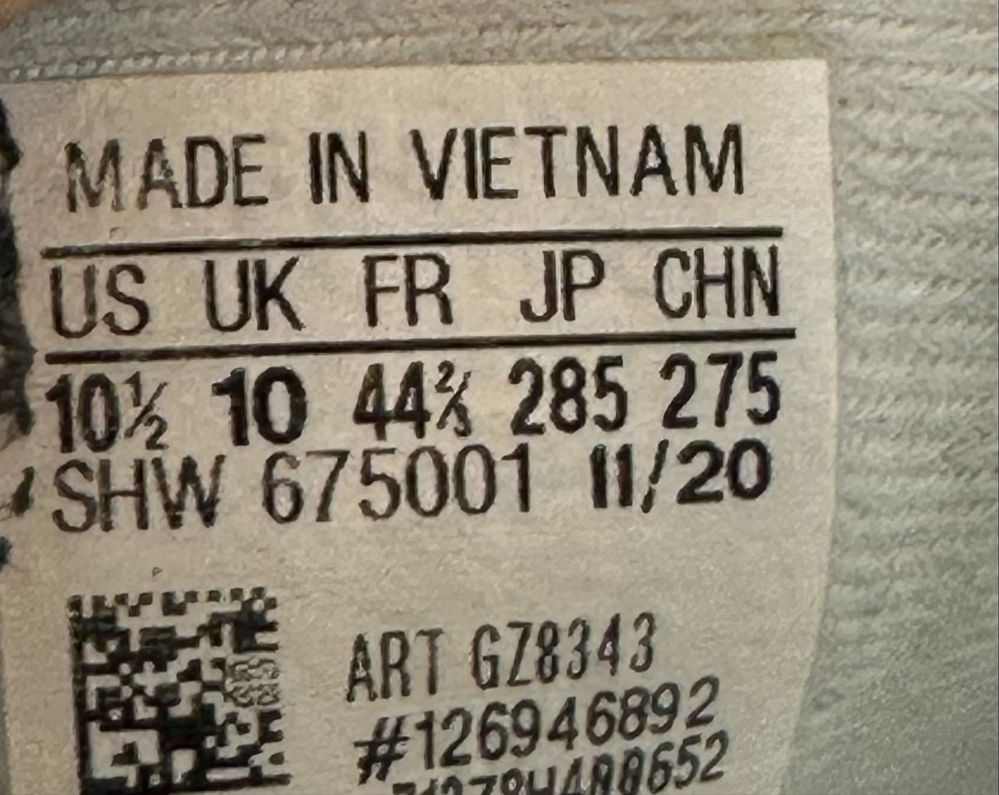 MADE IN VIETNAM
US UK FR JP CHN
10½ 10 44⅔ 285 275
SHW 675001 11/20
ART GZ8343
#126946892